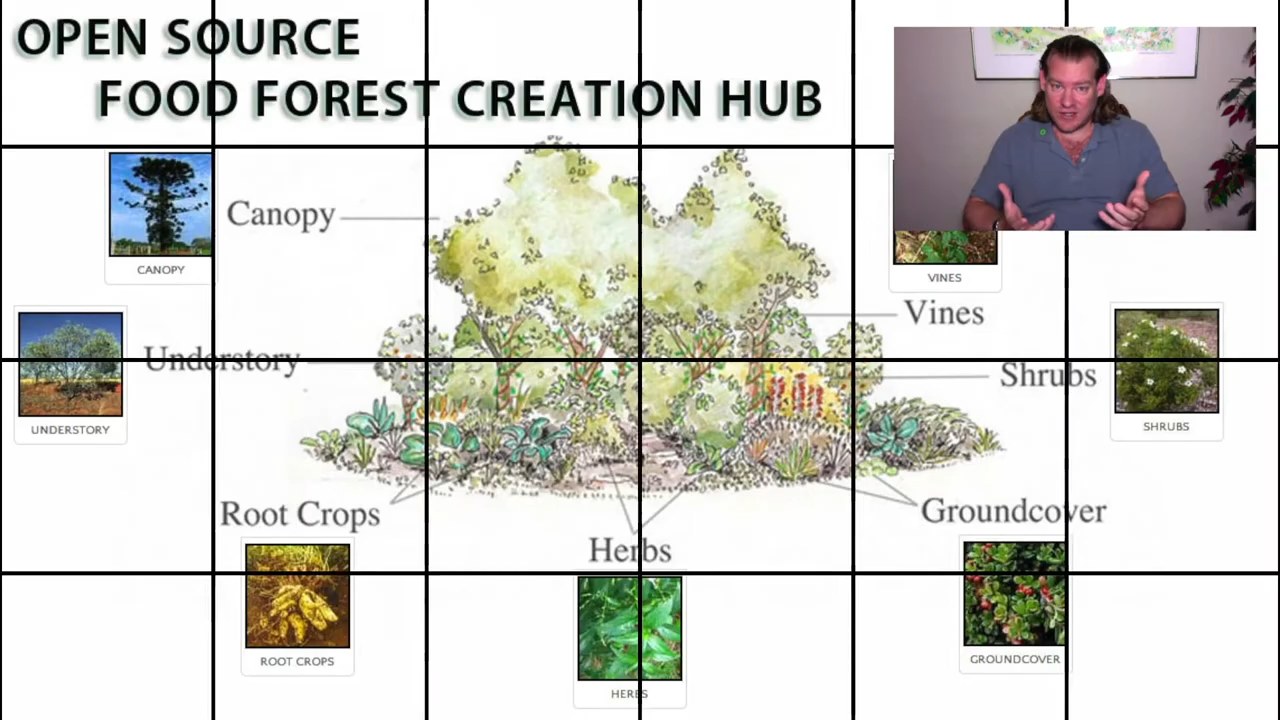 OPEN SOURCE
FOOD FOREST CREATION HUB
Canopy
CANOPY
VINES
Vines
Understory
Shrubs
UNDERSTORY
SHRUBS
Root Crops
Groundcover
Herbs
ROOT CROPS
GROUNDCOVER
HERBS